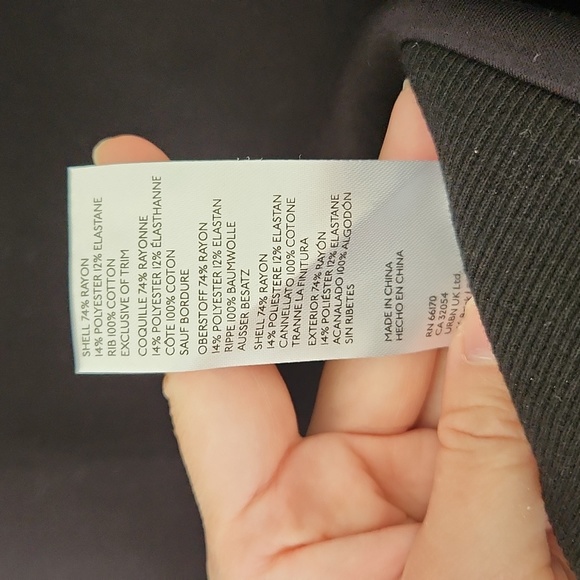 SHELL 74% RAYON
14% POLYESTER 12% ELASTANE
RIB 100% COTTON
EXCLUSIVE OF TRIM
COQUILLE 74% RAYONNE
14% POLYESTER 12% ÉLASTHANNE
CÔTE 100% COTON
SAUF BORDURE
OBERSTOFF 74% RAYON
14% POLYESTER 12% ELASTAN
RIPPE 100% BAUMWOLLE
AUSSER BESATZ
SHELL 74% RAYON
14% POLIESTERE 12% ELASTAN
CANNELLATO 100% COTONE
TRANNE LA FINITURA
EXTERIOR 74% RAYÓN
14% POLIÉSTER 12% ELASTANE
ACANALADO 100% ALGODÓN
SIN RIBETES
MADE IN CHINA
HECHO EN CHINA
RN 66170
CA 32054
URBN UK Ltd.